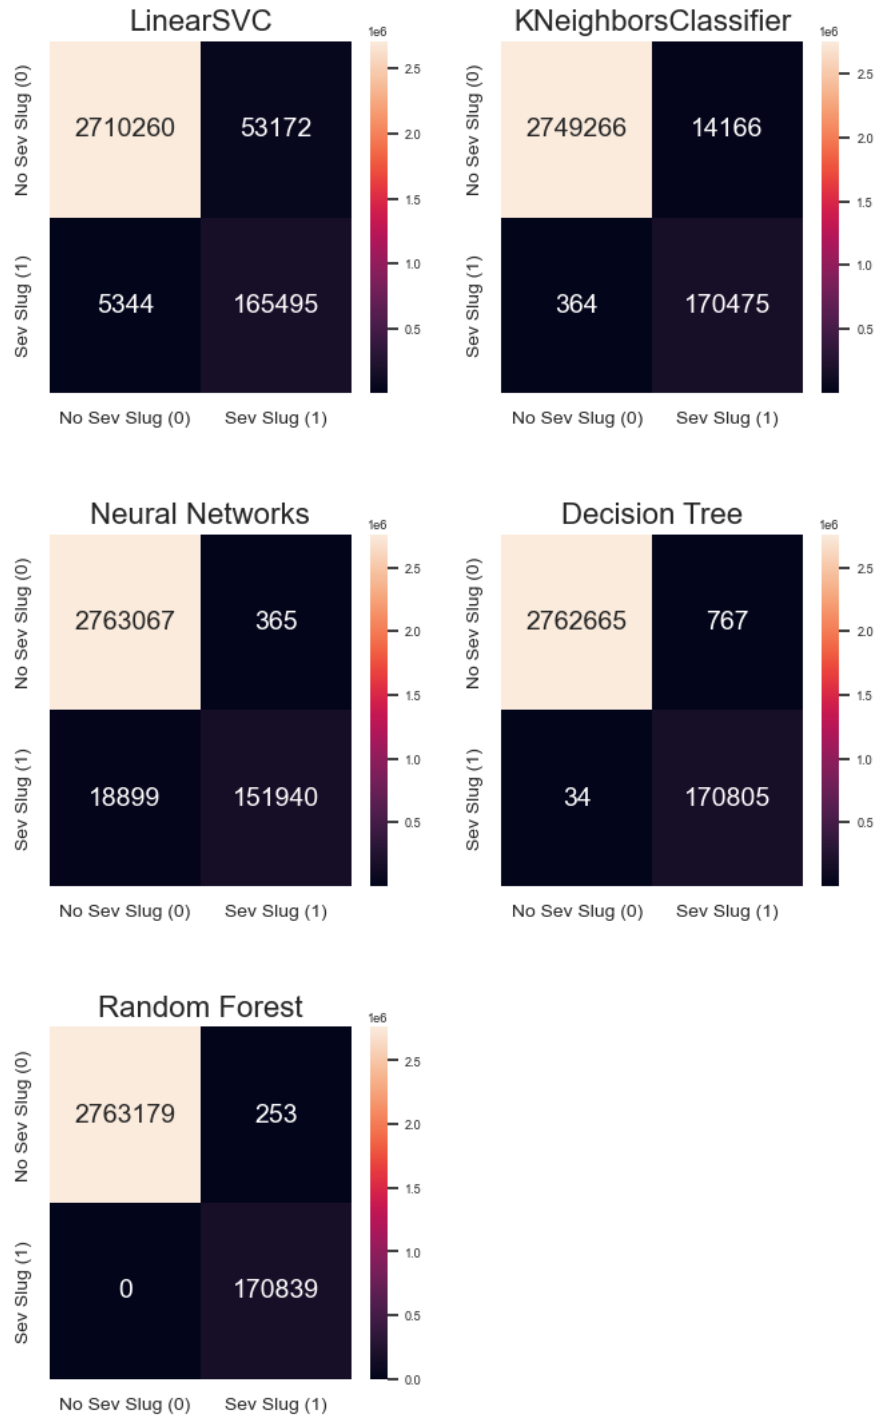 LinearSVC
1e6
No Sev Slug (0)
2710260 53172
Sev Slug (1)
5344 165495
2.5
2.0
1.5
1.0
0.5
No Sev Slug (0) Sev Slug (1)
KNeighborsClassifier
1e6
No Sev Slug (0)
2749266 14166
Sev Slug (1)
364 170475
2.5
2.0
1.5
1.0
0.5
No Sev Slug (0) Sev Slug (1)
Neural Networks
1e6
No Sev Slug (0)
2763067 365
Sev Slug (1)
18899 151940
2.5
2.0
1.5
1.0
0.5
No Sev Slug (0) Sev Slug (1)
Decision Tree
1e6
No Sev Slug (0)
2762665 767
Sev Slug (1)
34 170805
2.5
2.0
1.5
1.0
0.5
No Sev Slug (0) Sev Slug (1)
Random Forest
1e6
No Sev Slug (0)
2763179 253
Sev Slug (1)
0 170839
2.5
2.0
1.5
1.0
0.5
0.0
No Sev Slug (0) Sev Slug (1)